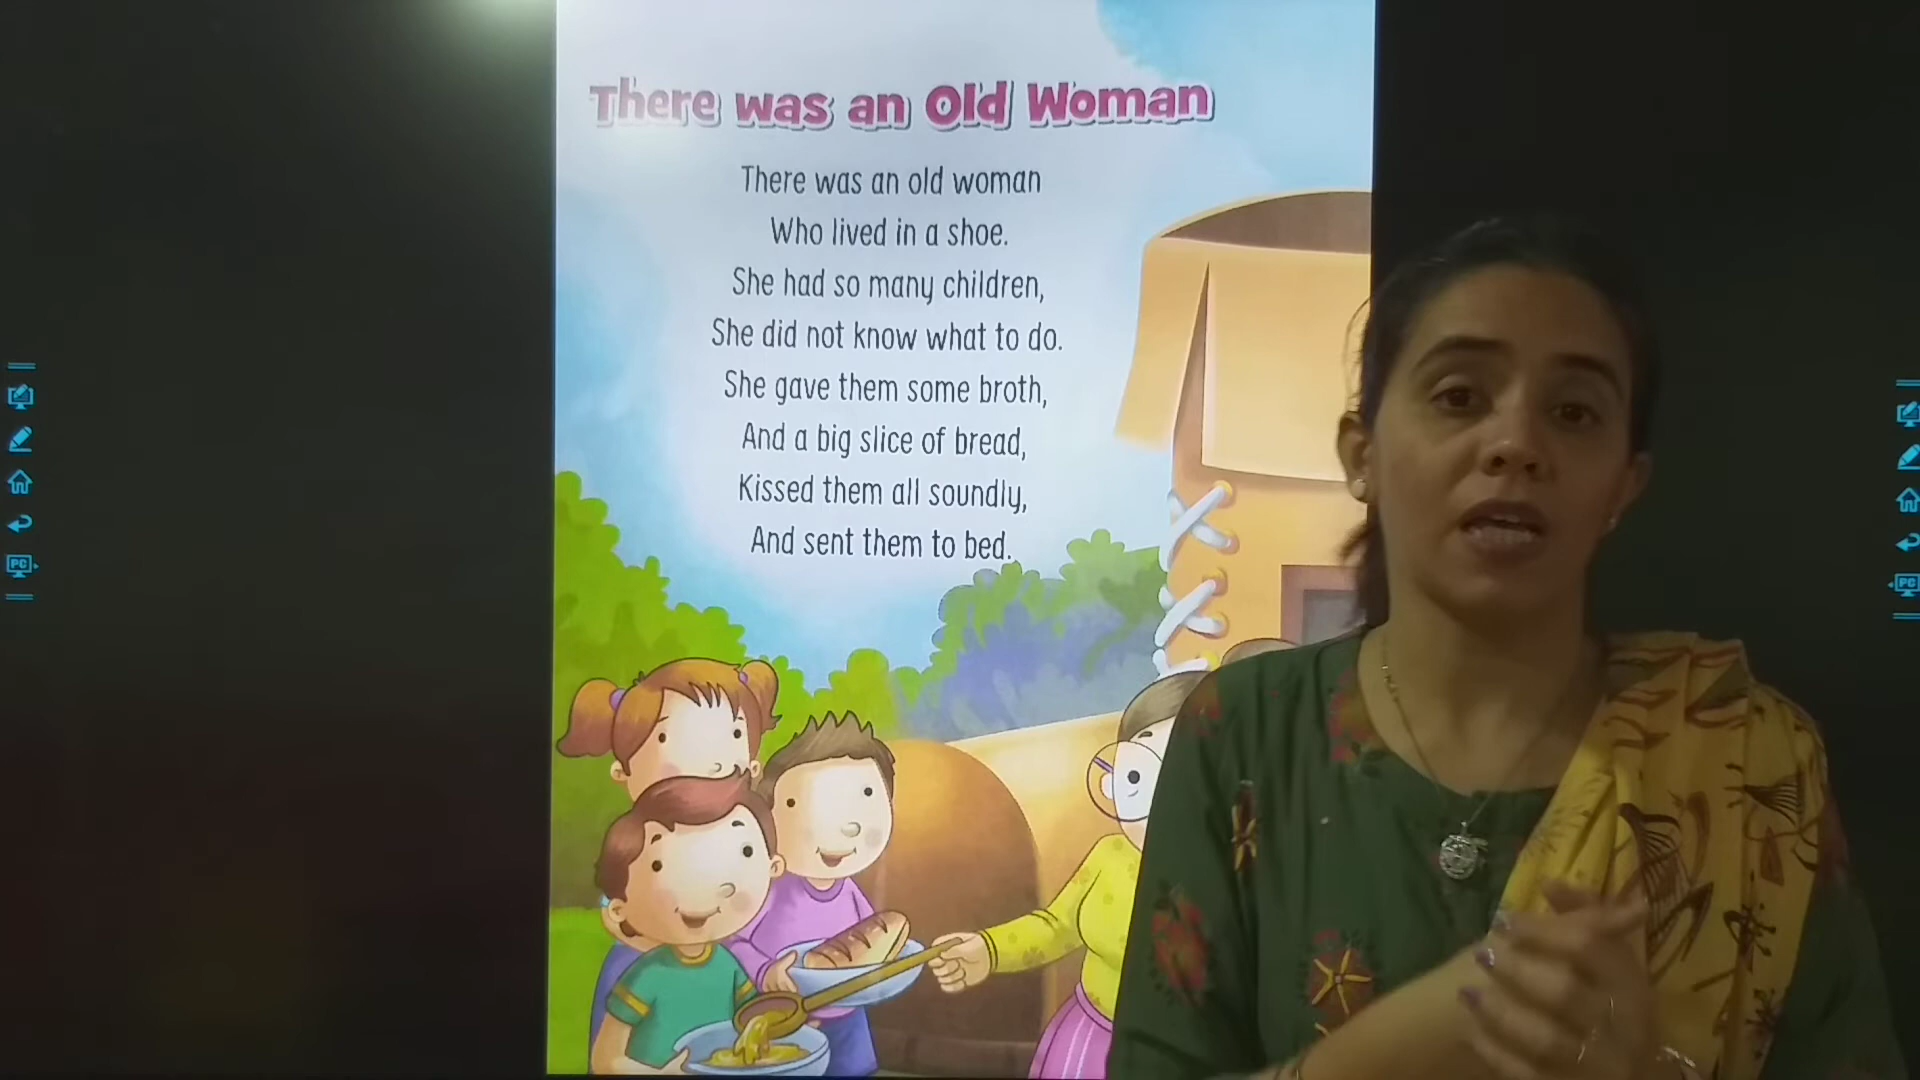 There was an Old Woman
There was an old woman
Who lived in a shoe.
She had so many children,
She did not know what to do.
She gave them some broth,
And a big slice of bread,
Kissed them all soundly,
And sent them to bed.
PC
PC